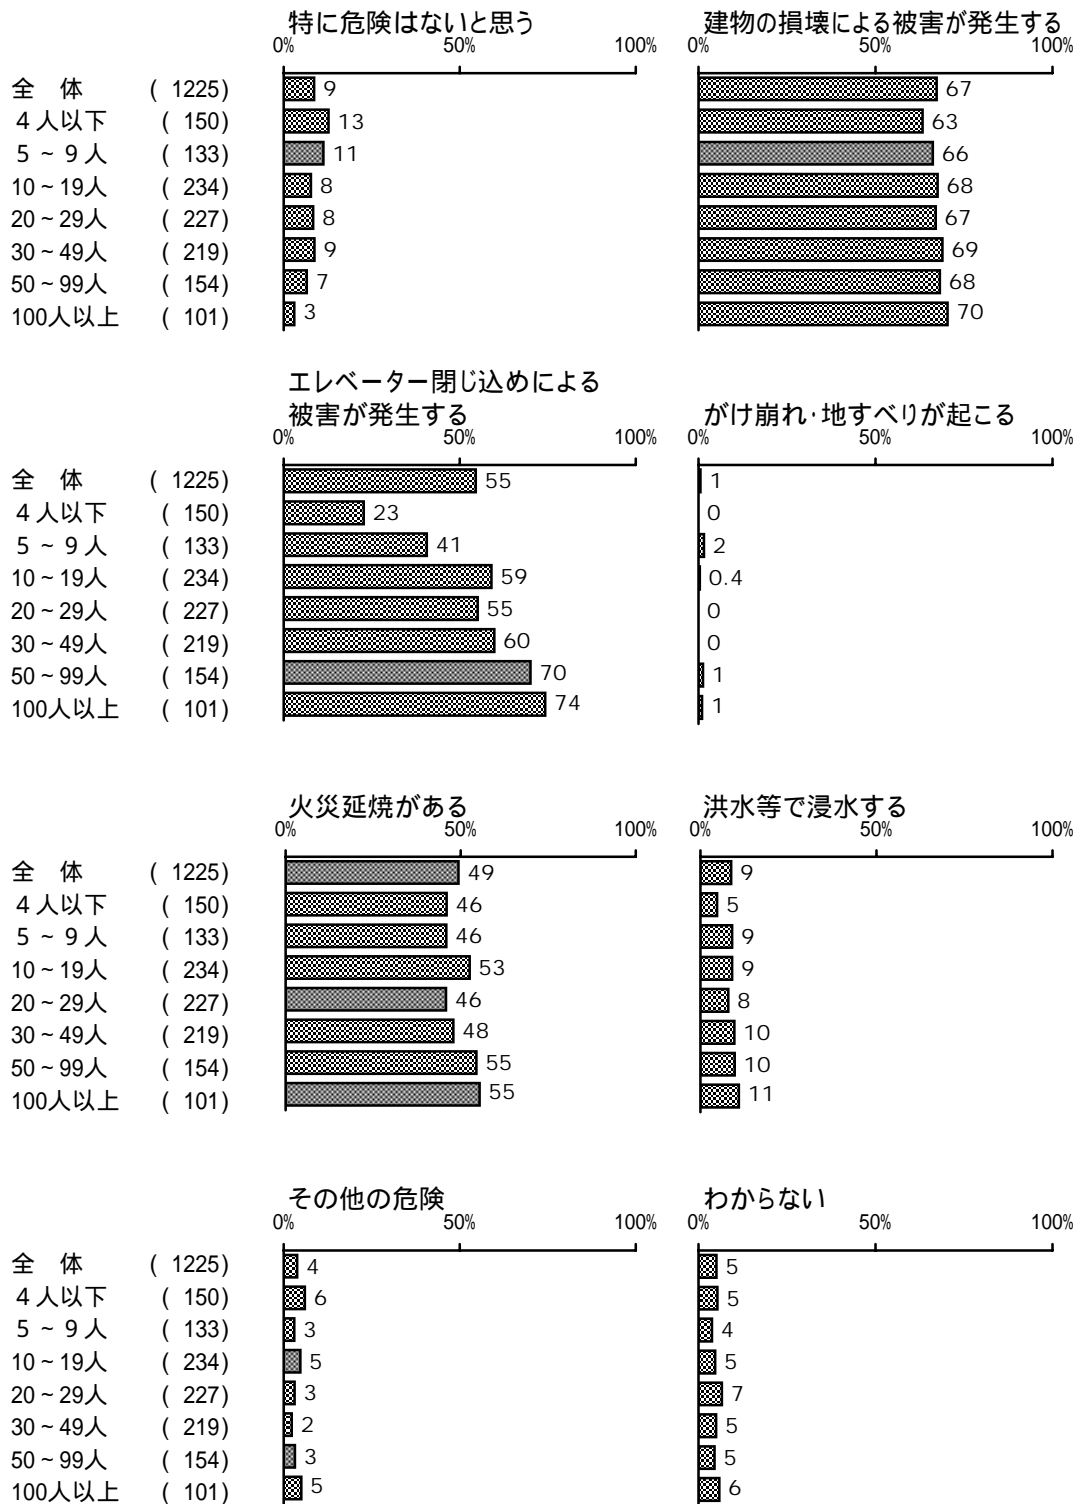 特に危険はないと思う
0% 50% 100%
全 体 ( 1225) 9
4人以下 ( 150) 13
5~9人 ( 133) 11
10~19人 ( 234) 8
20~29人 ( 227) 8
30~49人 ( 219) 9
50~99人 ( 154) 7
100人以上 ( 101) 3
建物の損壊による被害が発生する
0% 50% 100%
67
63
66
68
67
69
68
70
エレベーター閉じ込めによる
被害が発生する
0% 50% 100%
全 体 ( 1225) 55
4人以下 ( 150) 23
5~9人 ( 133) 41
10~19人 ( 234) 59
20~29人 ( 227) 55
30~49人 ( 219) 60
50~99人 ( 154) 70
100人以上 ( 101) 74
がけ崩れ・地すべりが起こる
0% 50% 100%
1
0
2
0.4
0
0
1
1
火災延焼がある
0% 50% 100%
全 体 ( 1225) 49
4人以下 ( 150) 46
5~9人 ( 133) 46
10~19人 ( 234) 53
20~29人 ( 227) 46
30~49人 ( 219) 48
50~99人 ( 154) 55
100人以上 ( 101) 55
洪水等で浸水する
0% 50% 100%
9
5
9
9
8
10
10
11
その他の危険
0% 50% 100%
全 体 ( 1225) 4
4人以下 ( 150) 6
5~9人 ( 133) 3
10~19人 ( 234) 5
20~29人 ( 227) 3
30~49人 ( 219) 2
50~99人 ( 154) 3
100人以上 ( 101) 5
わからない
0% 50% 100%
5
5
4
5
7
5
5
6